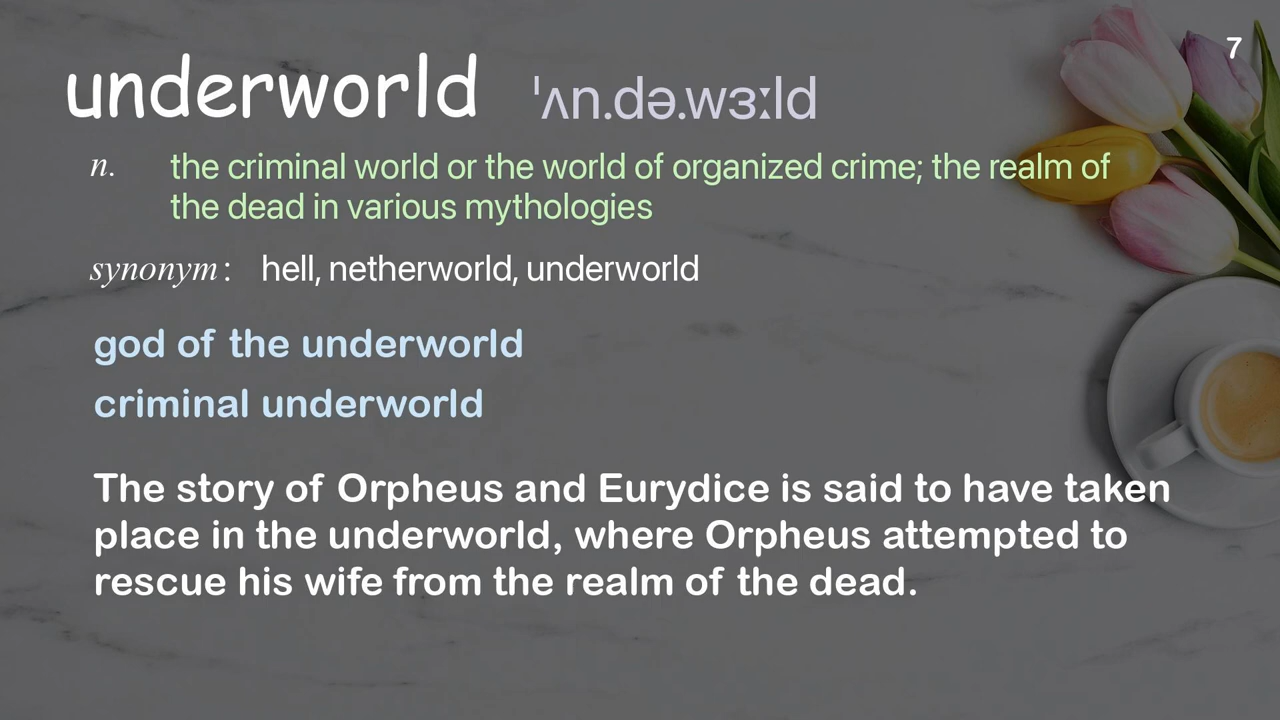 7
underworld ˈʌn.də.wɜːld
n. the criminal world or the world of organized crime; the realm of
the dead in various mythologies
synonym: hell, netherworld, underworld
god of the underworld
criminal underworld
The story of Orpheus and Eurydice is said to have taken
place in the underworld, where Orpheus attempted to
rescue his wife from the realm of the dead.